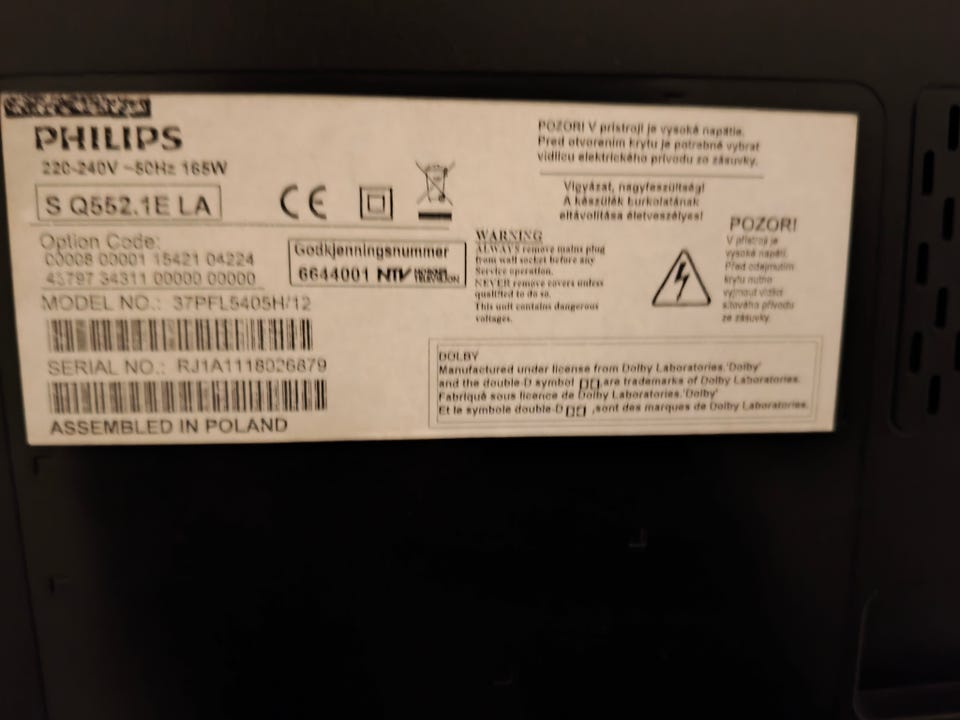 PHILIPS
220-240V ~50Hz 165W
S Q552.1E LA
Option Code:
00008 00001 15421 04224
43797 34311 00000 00000
MODEL NO.: 37PFL5405H/12
SERIAL NO.: RJ1A1118026879
ASSEMBLED IN POLAND
CE
Godkjenningsnummer
6644001 NTV
TELEVISION
POZOR! V prístroji je vysoké napätie.
Pred otvorením krytu je potrebné vybrať
vidlicu elektrického prívodu zo zásuvky.
Vigyázat, nagyfeszültség!
A készülék burkolatának
eltávolítása életveszélyes!
WARNING
ALWAYS remove mains plug
from wall socket before any
Service operation.
NEVER remove covers unless
qualified to do so.
This unit contains dangerous
voltages.
POZOR!
V přístroji je
vysoké napětí.
Před odejmutím
krytu nutno
vyjmout vidlici
síťového přívodu
ze zásuvky.
DOLBY
Manufactured under license from Dolby Laboratories.'Dolby'
and the double-D symbol are trademarks of Dolby Laboratories.
Fabriqué sous licence de Dolby Laboratories.'Dolby'
Et le symbole double-D ,sont des marques de Dolby Laboratories.